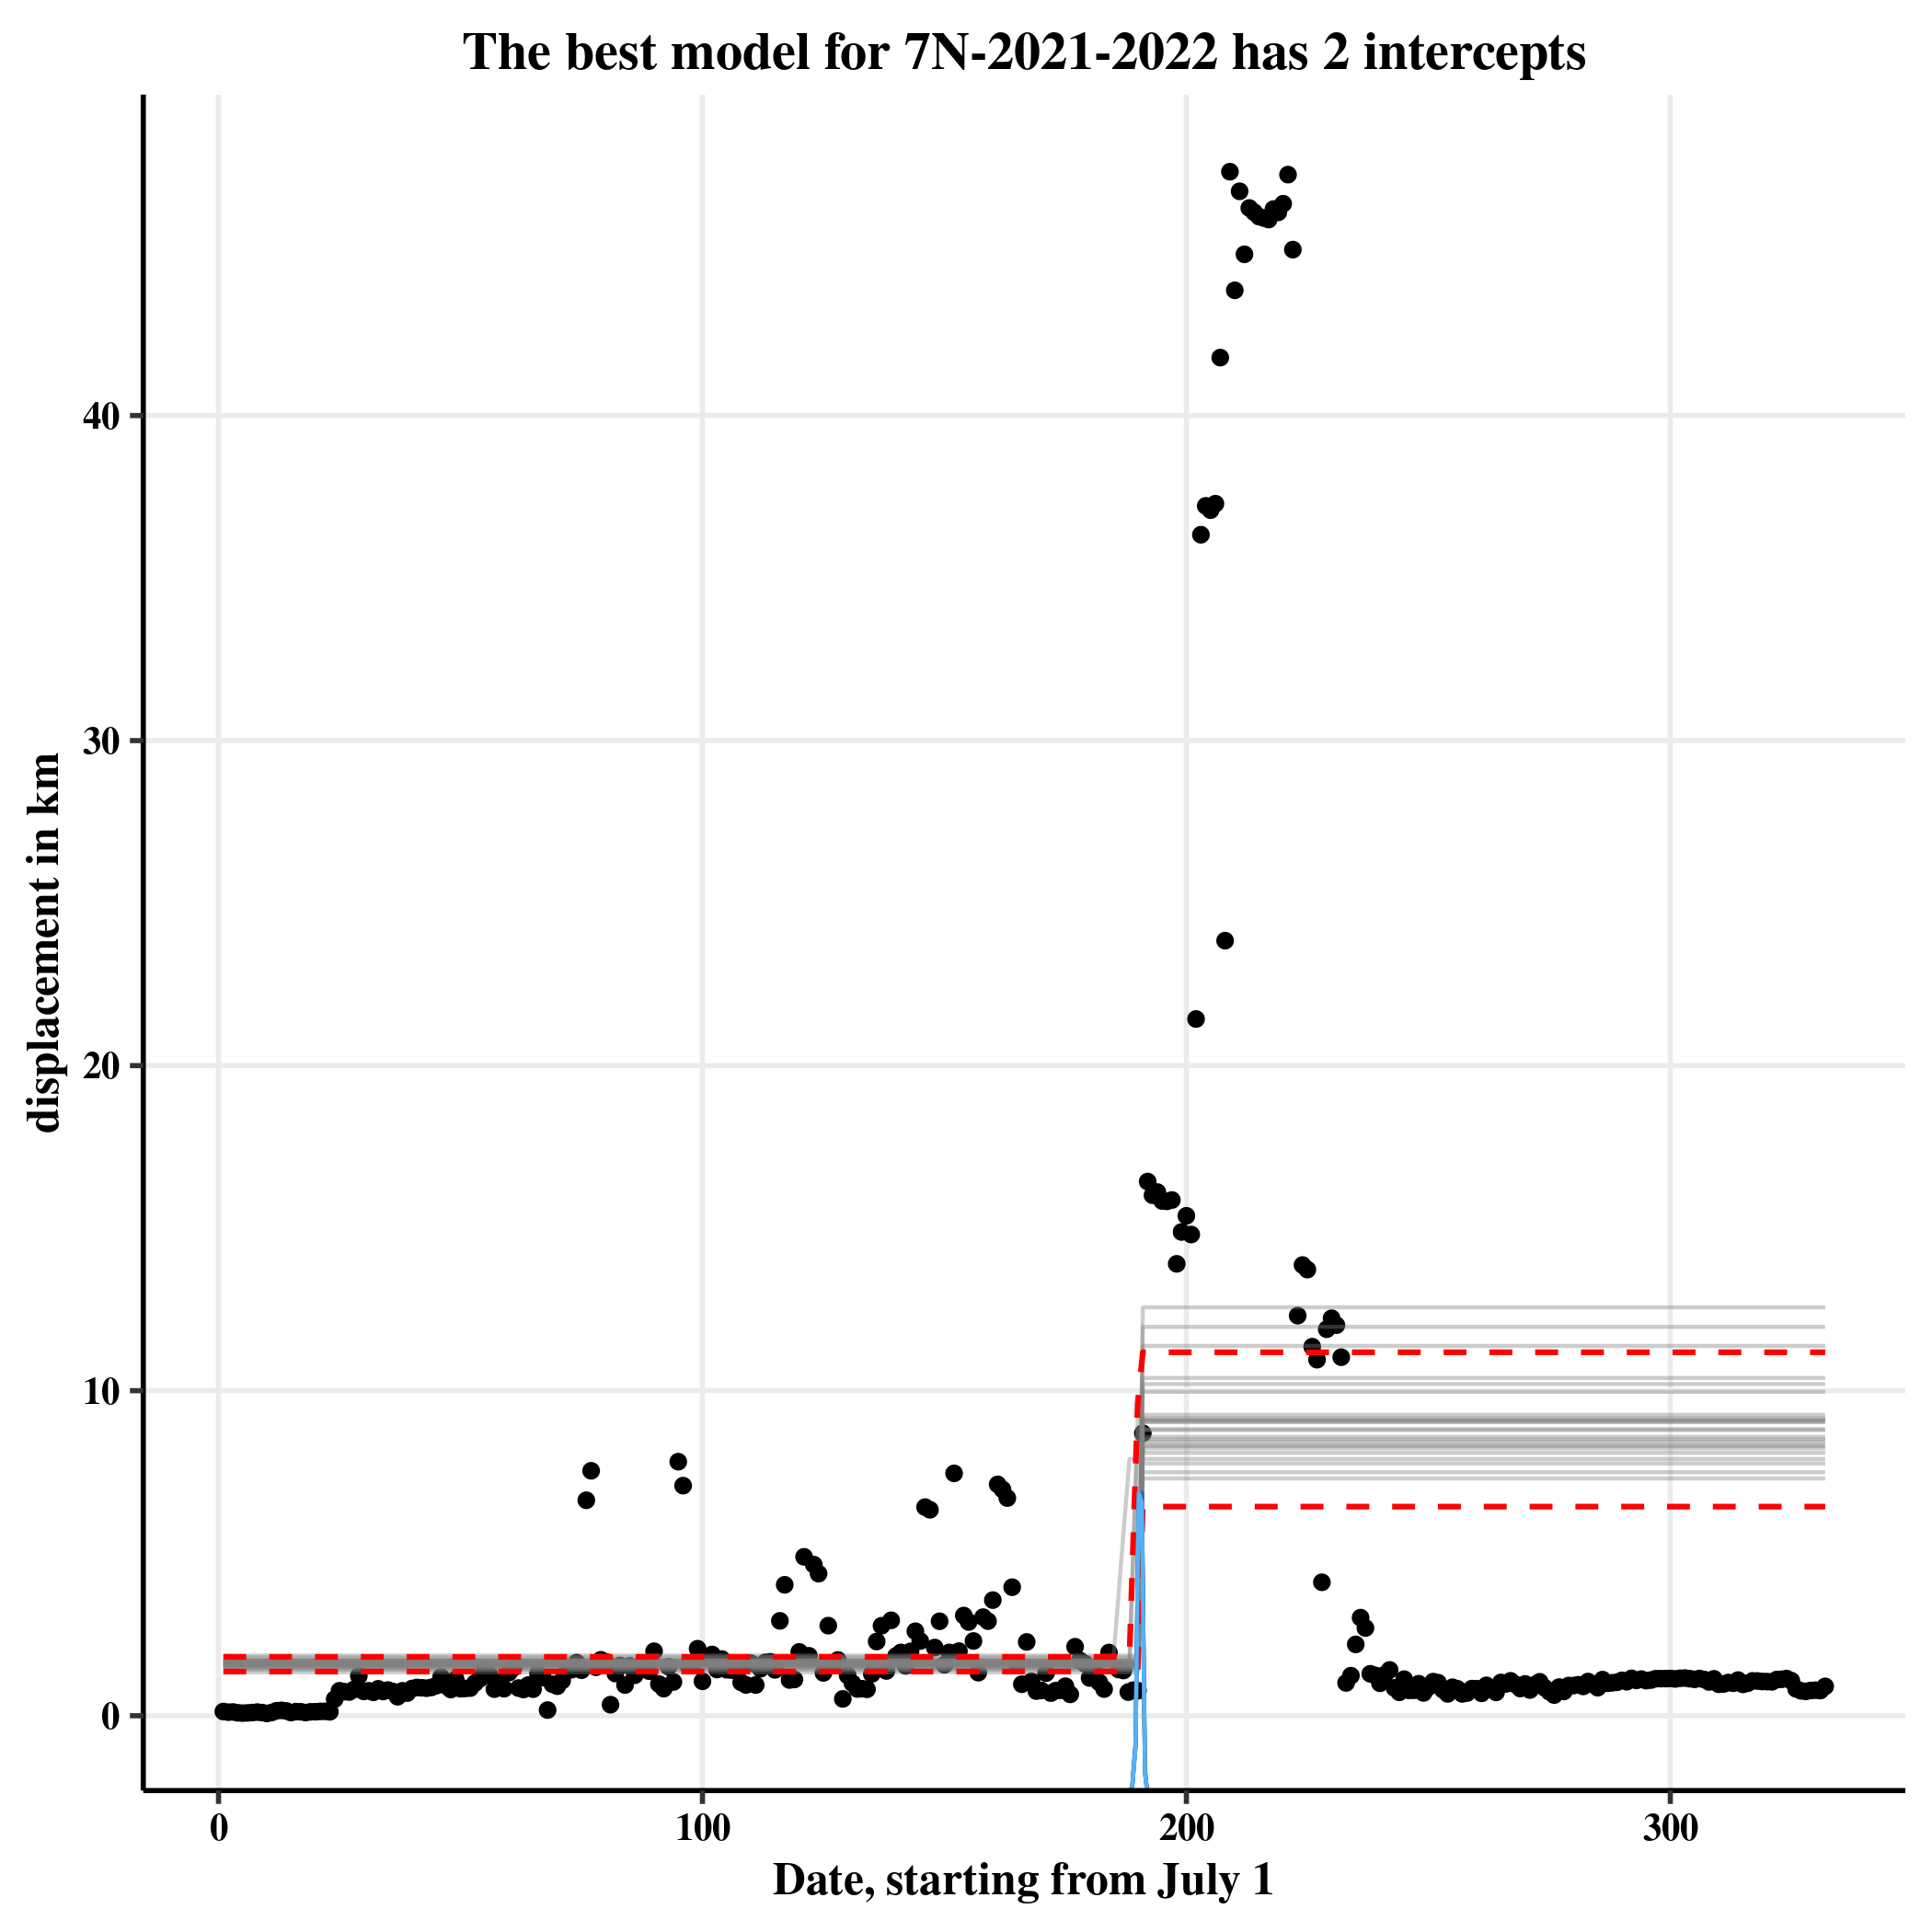 The best model for 7N-2021-2022 has 2 intercepts
displacement in km
40
30
20
10
0
0 100 200 300
Date, starting from July 1